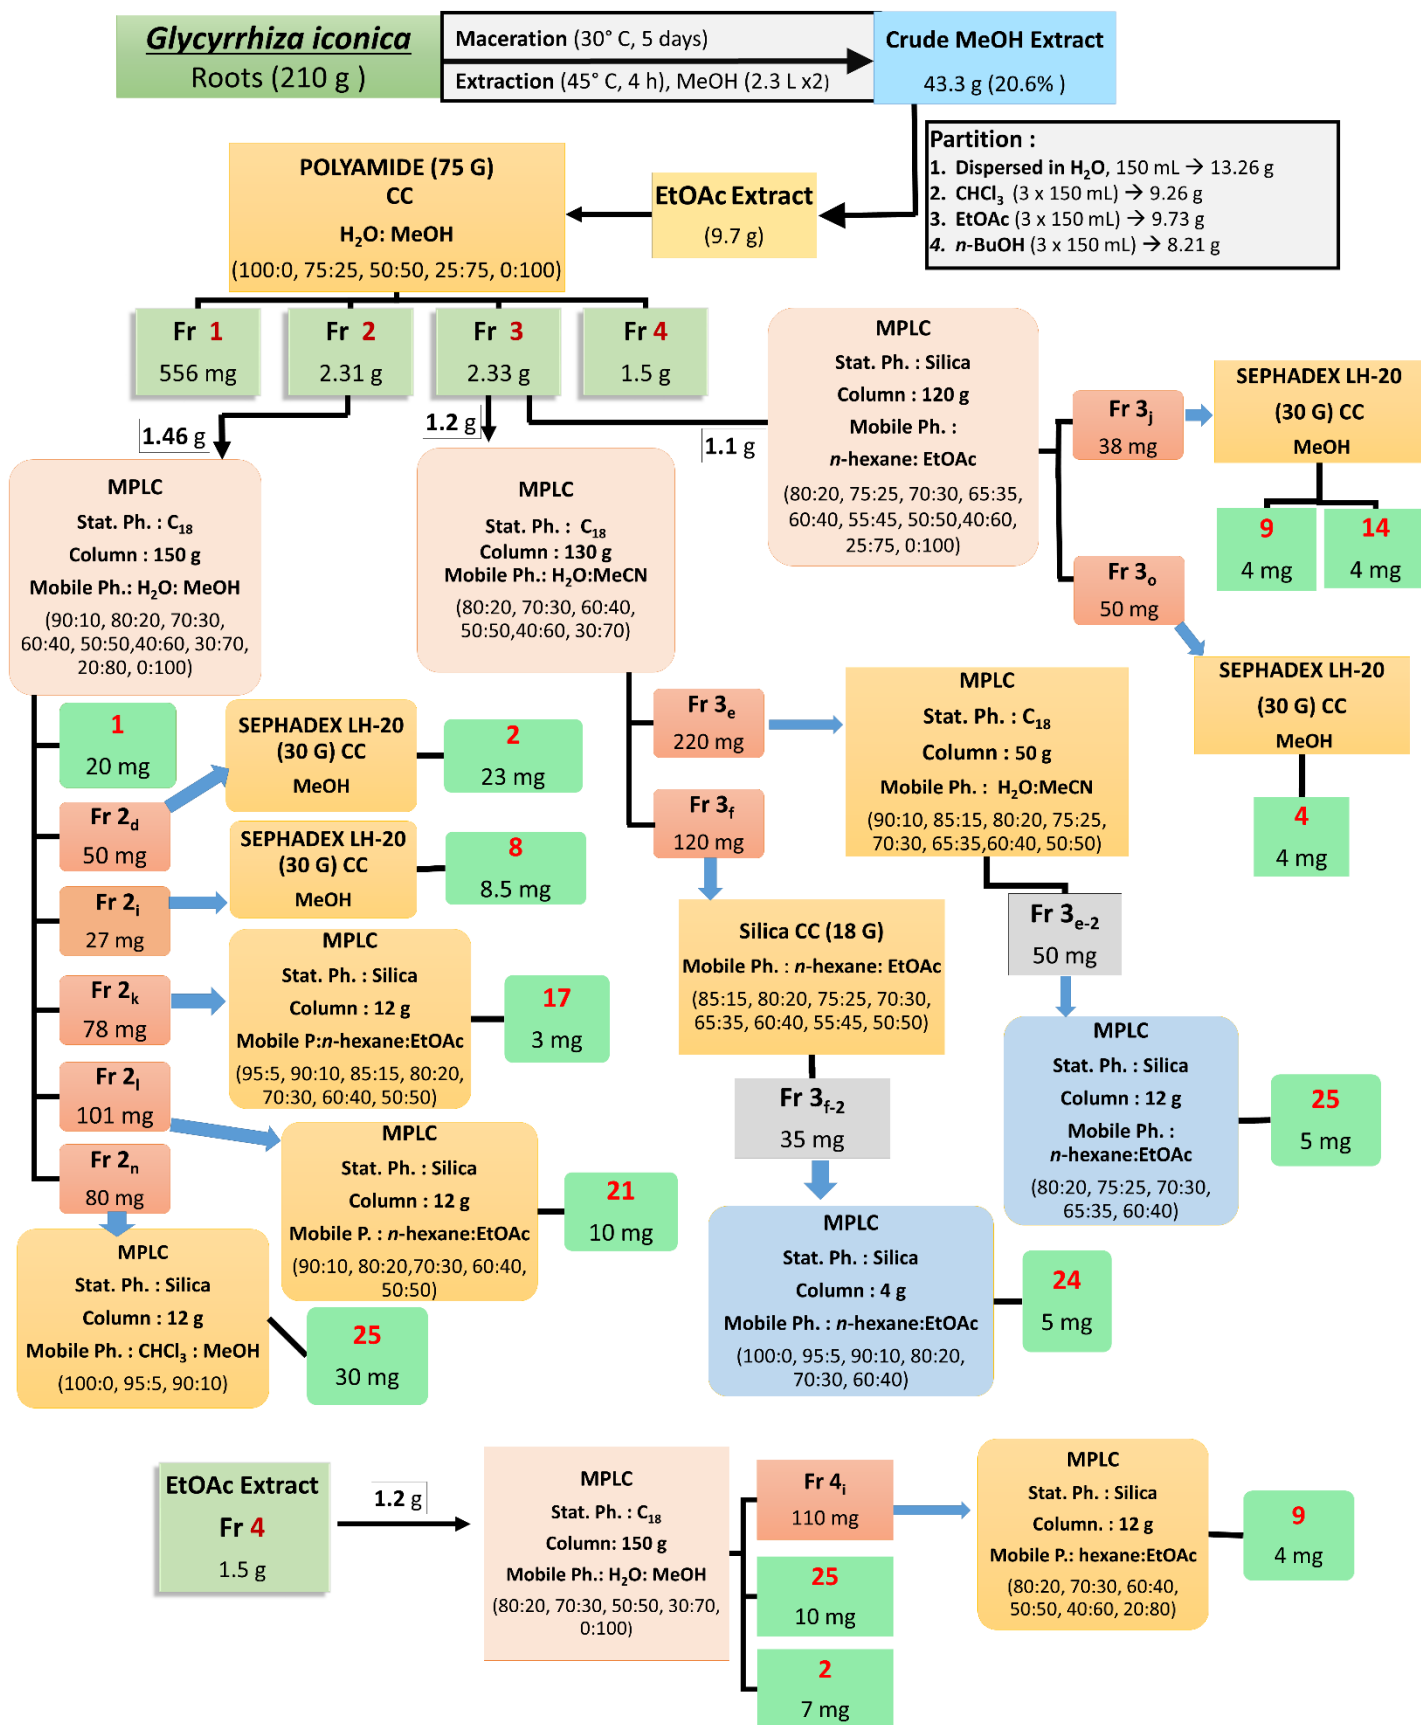 Glycyrrhiza iconica
Roots (210 g )
Maceration (30° C, 5 days)
Extraction (45° C, 4 h), MeOH (2.3 L x2)
Crude MeOH Extract
43.3 g (20.6% )
Partition :
1. Dispersed in H₂O, 150 mL → 13.26 g
2. CHCl₃ (3 x 150 mL) → 9.26 g
3. EtOAc (3 x 150 mL) → 9.73 g
4. n-BuOH (3 x 150 mL) → 8.21 g
EtOAc Extract
(9.7 g)
POLYAMIDE (75 G)
CC
H₂O: MeOH
(100:0, 75:25, 50:50, 25:75, 0:100)
Fr 1
556 mg
Fr 2
2.31 g
Fr 3
2.33 g
Fr 4
1.5 g
1.46 g
1.2 g
1.1 g
MPLC
Stat. Ph. : C₁₈
Column : 150 g
Mobile Ph.: H₂O: MeOH
(90:10, 80:20, 70:30,
60:40, 50:50,40:60, 30:70,
20:80, 0:100)
1
20 mg
Fr 2d
50 mg
SEPHADEX LH-20
(30 G) CC
MeOH
2
23 mg
Fr 2i
27 mg
SEPHADEX LH-20
(30 G) CC
MeOH
8
8.5 mg
Fr 2k
78 mg
MPLC
Stat. Ph. : Silica
Column : 12 g
Mobile P:n-hexane:EtOAc
(95:5, 90:10, 85:15, 80:20,
70:30, 60:40, 50:50)
17
3 mg
Fr 2l
101 mg
MPLC
Stat. Ph. : Silica
Column : 12 g
Mobile P. : n-hexane:EtOAc
(90:10, 80:20,70:30, 60:40,
50:50)
21
10 mg
Fr 2n
80 mg
MPLC
Stat. Ph. : Silica
Column : 12 g
Mobile Ph. : CHCl₃ : MeOH
(100:0, 95:5, 90:10)
25
30 mg
MPLC
Stat. Ph. : C₁₈
Column : 130 g
Mobile Ph.: H₂O:MeCN
(80:20, 70:30, 60:40,
50:50,40:60, 30:70)
Fr 3e
220 mg
Fr 3f
120 mg
MPLC
Stat. Ph. : C₁₈
Column : 50 g
Mobile Ph. : H₂O:MeCN
(90:10, 85:15, 80:20, 75:25,
70:30, 65:35,60:40, 50:50)
Fr 3e-2
50 mg
MPLC
Stat. Ph. : Silica
Column : 12 g
Mobile Ph. :
n-hexane:EtOAc
(80:20, 75:25, 70:30,
65:35, 60:40)
25
5 mg
Silica CC (18 G)
Mobile Ph. : n-hexane: EtOAc
(85:15, 80:20, 75:25, 70:30,
65:35, 60:40, 55:45, 50:50)
Fr 3f-2
35 mg
MPLC
Stat. Ph. : Silica
Column : 4 g
Mobile Ph. : n-hexane:EtOAc
(100:0, 95:5, 90:10, 80:20,
70:30, 60:40)
24
5 mg
MPLC
Stat. Ph. : Silica
Column : 120 g
Mobile Ph. :
n-hexane: EtOAc
(80:20, 75:25, 70:30, 65:35,
60:40, 55:45, 50:50,40:60,
25:75, 0:100)
Fr 3j
38 mg
SEPHADEX LH-20
(30 G) CC
MeOH
9
4 mg
14
4 mg
Fr 3o
50 mg
SEPHADEX LH-20
(30 G) CC
MeOH
4
4 mg
EtOAc Extract
Fr 4
1.5 g
1.2 g
MPLC
Stat. Ph. : C₁₈
Column: 150 g
Mobile Ph.: H₂O: MeOH
(80:20, 70:30, 50:50, 30:70,
0:100)
Fr 4i
110 mg
25
10 mg
2
7 mg
MPLC
Stat. Ph. : Silica
Column. : 12 g
Mobile P.: hexane:EtOAc
(80:20, 70:30, 60:40,
50:50, 40:60, 20:80)
9
4 mg